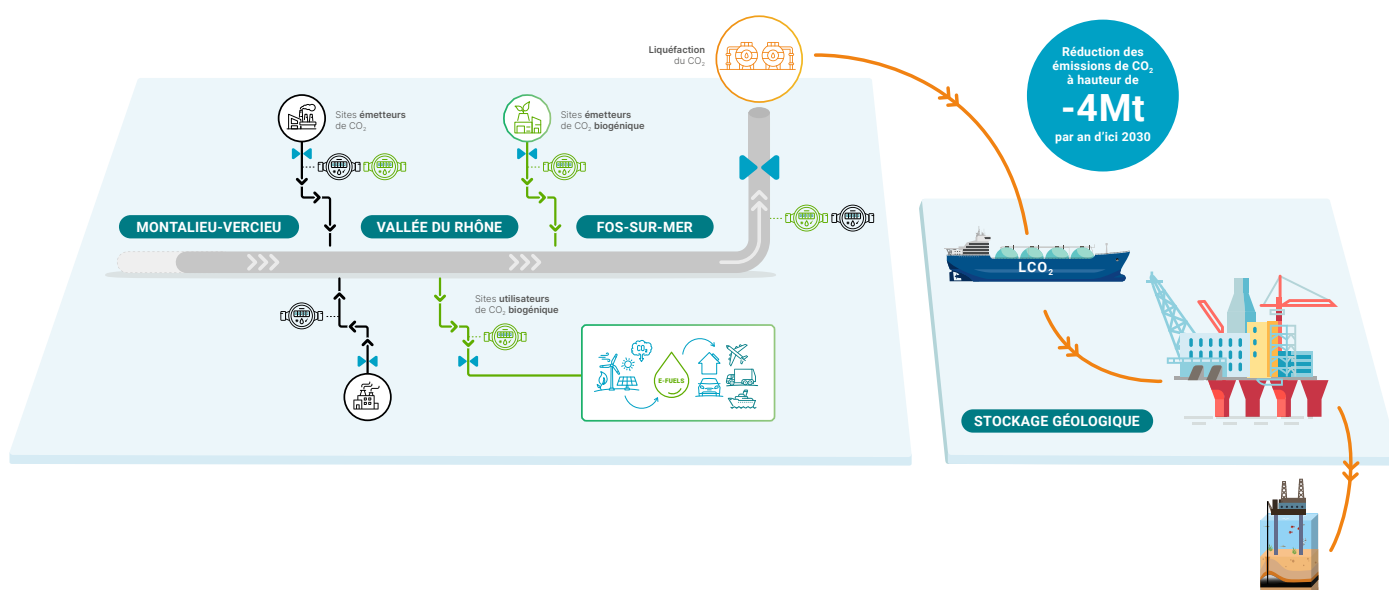 Liquéfaction
du CO₂
Réduction des
émissions de CO₂
à hauteur de
-4Mt
par an d'ici 2030
Sites émetteurs
de CO₂
Sites émetteurs
de CO₂ biogénique
MONTALIEU-VERCIEU
VALLÉE DU RHÔNE
FOS-SUR-MER
LCO₂
Sites utilisateurs
de CO₂ biogénique
CO₂
E-FUELS
STOCKAGE GÉOLOGIQUE